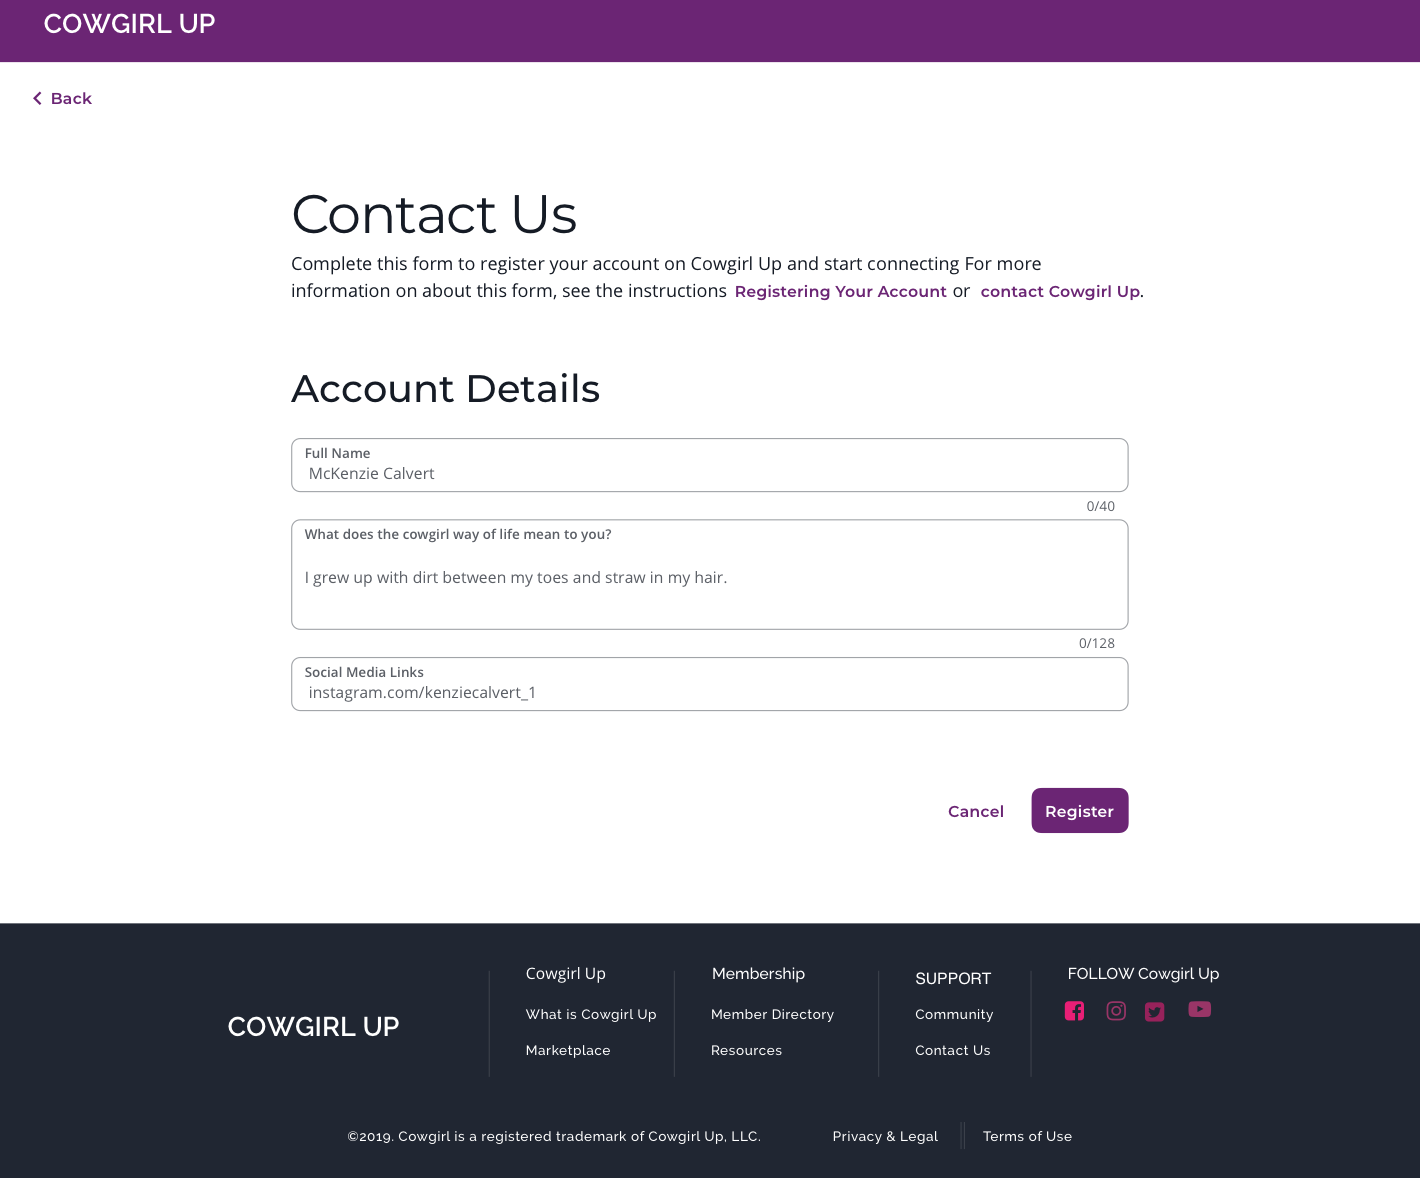 COWGIRL UP
Back
Contact Us
Complete this form to register your account on Cowgirl Up and start connecting For more
information on about this form, see the instructions Registering Your Account or contact Cowgirl Up.
Account Details
Full Name
McKenzie Calvert
0/40
What does the cowgirl way of life mean to you?
I grew up with dirt between my toes and straw in my hair.
0/128
Social Media Links
instagram.com/kenziecalvert_1
Cancel
Register
COWGIRL UP
Cowgirl Up
What is Cowgirl Up
Marketplace
Membership
Member Directory
Resources
SUPPORT
Community
Contact Us
FOLLOW Cowgirl Up
©2019. Cowgirl is a registered trademark of Cowgirl Up, LLC.
Privacy & Legal
Terms of Use